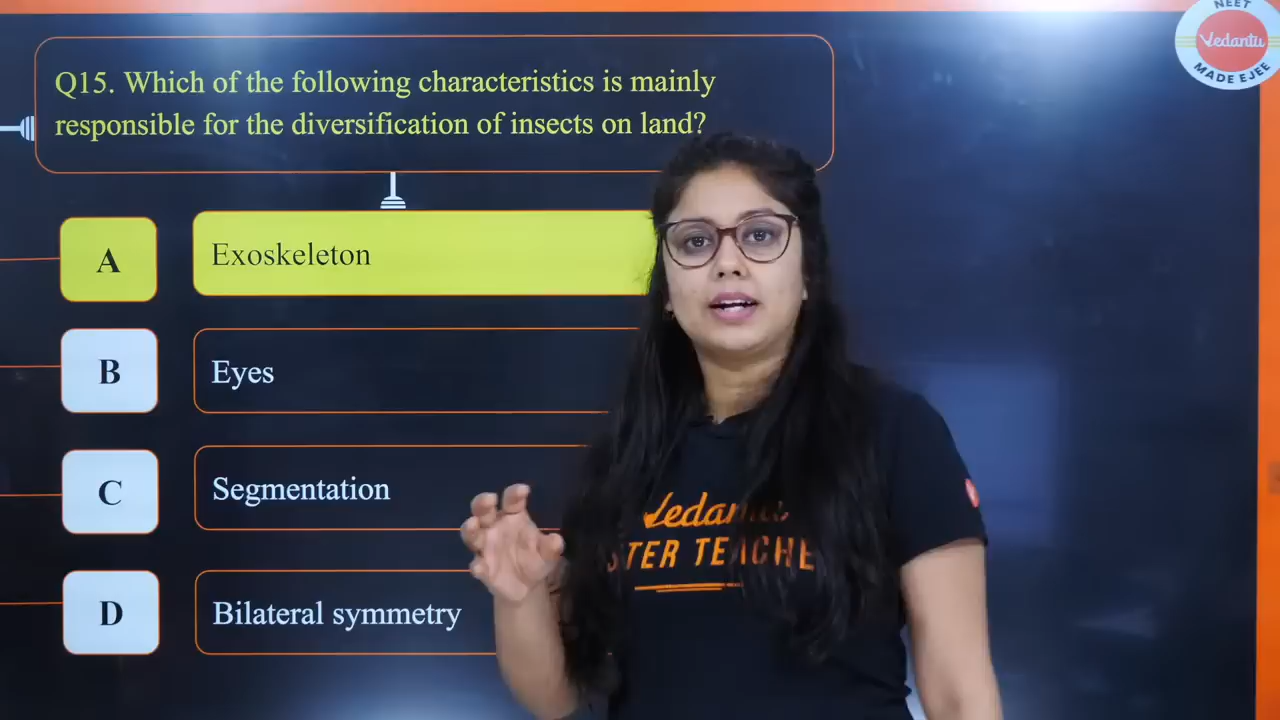 NEET
Vedantu
MADE EJEE
Q15. Which of the following characteristics is mainly
responsible for the diversification of insects on land?
A
Exoskeleton
B
Eyes
C
Segmentation
D
Bilateral symmetry